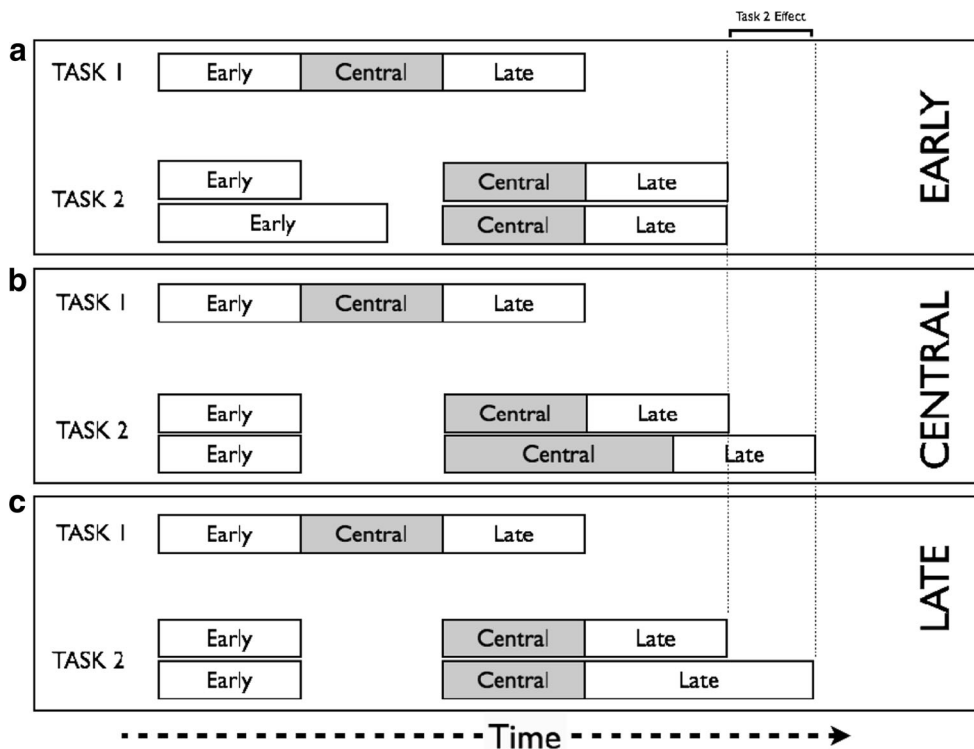 Task 2 Effect
a
TASK 1 Early Central Late
TASK 2
Early Central Late
Early Central Late
EARLY
b
TASK 1 Early Central Late
TASK 2
Early Central Late
Early Central Late
CENTRAL
c
TASK 1 Early Central Late
TASK 2
Early Central Late
Early Central Late
LATE
Time